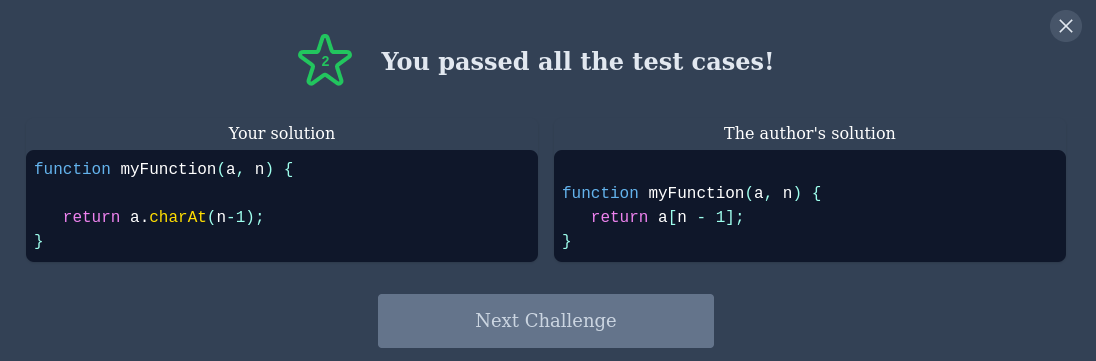 2
You passed all the test cases!
Your solution
function myFunction(a, n) {
return a.charAt(n-1);
}
The author's solution
function myFunction(a, n) {
return a[n - 1];
}
Next Challenge